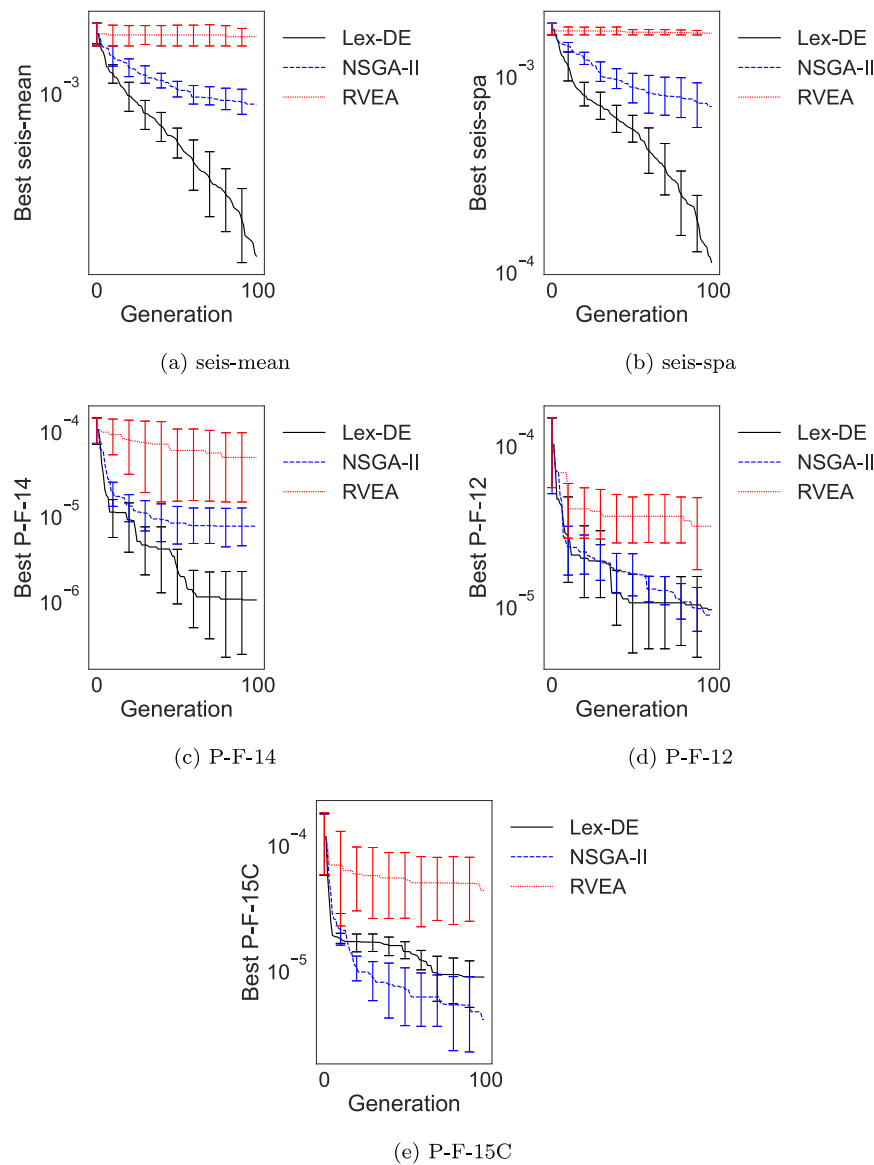 Best seis-mean
10⁻³
0
100
Generation
Lex-DE
NSGA-II
RVEA
(a) seis-mean
Best seis-spa
10⁻³
10⁻⁴
0
100
Generation
Lex-DE
NSGA-II
RVEA
(b) seis-spa
Best P-F-14
10⁻⁴
10⁻⁵
10⁻⁶
0
100
Generation
Lex-DE
NSGA-II
RVEA
(c) P-F-14
Best P-F-12
10⁻⁴
10⁻⁵
0
100
Generation
Lex-DE
NSGA-II
RVEA
(d) P-F-12
Best P-F-15C
10⁻⁴
10⁻⁵
0
100
Generation
Lex-DE
NSGA-II
RVEA
(e) P-F-15C